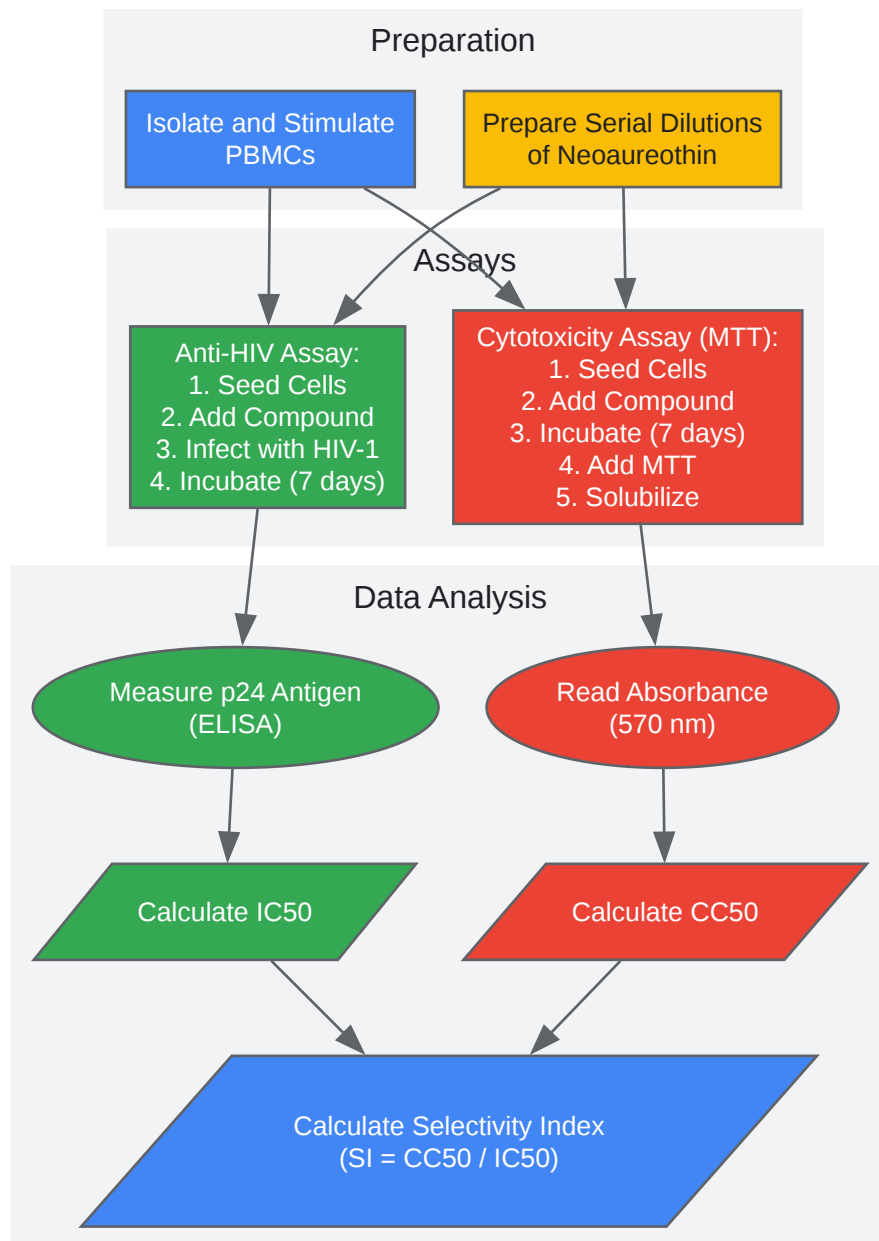 Preparation
Isolate and Stimulate
PBMCs
Prepare Serial Dilutions
of Neoaureothin
Assays
Anti-HIV Assay:
1. Seed Cells
2. Add Compound
3. Infect with HIV-1
4. Incubate (7 days)
Cytotoxicity Assay (MTT):
1. Seed Cells
2. Add Compound
3. Incubate (7 days)
4. Add MTT
5. Solubilize
Data Analysis
Measure p24 Antigen
(ELISA)
Read Absorbance
(570 nm)
Calculate IC50
Calculate CC50
Calculate Selectivity Index
(SI = CC50 / IC50)